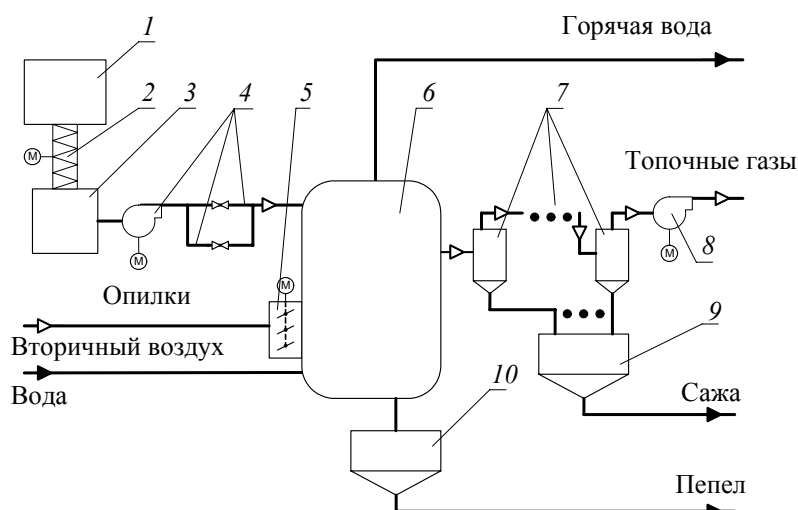 Горячая вода
1
2
3
4
5
6
7
Топочные газы
М
М
М
8
М
Опилки
9
Вторичный воздух
10
Вода
Сажа
Пепел